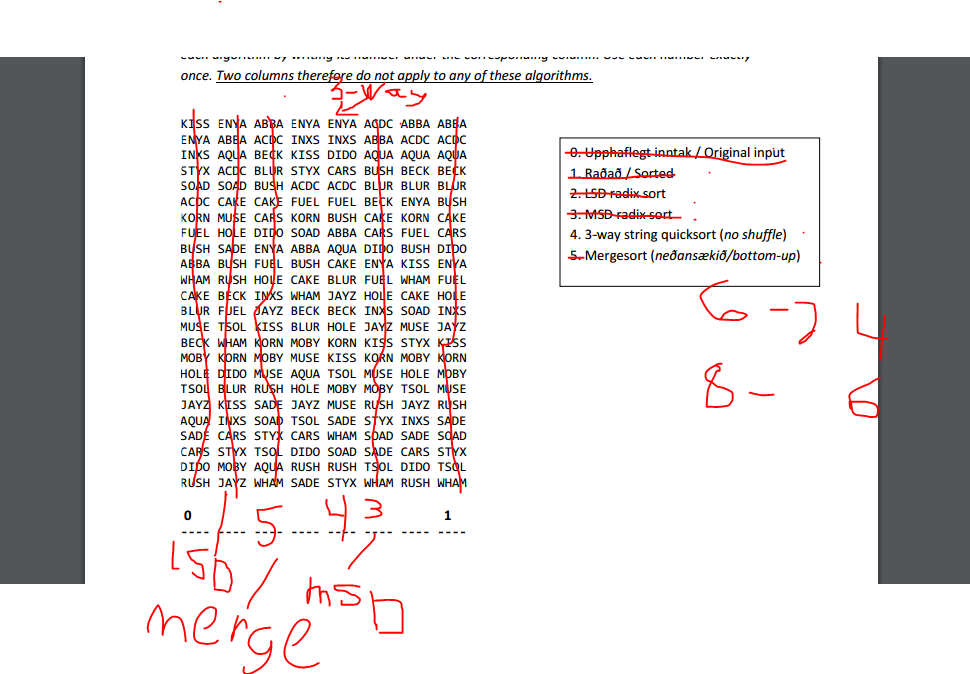 each algorithm by writing its number under the corresponding column. Use each number exactly
once. Two columns therefore do not apply to any of these algorithms.
3-Way
KISS ENYA ABBA ENYA ENYA ACDC ABBA ABBA
ENYA ABBA ACDC INXS INXS ABBA ACDC ACDC
INXS AQUA BECK KISS DIDO AQUA AQUA AQUA
STYX ACDC BLUR STYX CARS BUSH BECK BECK
SOAD SOAD BUSH ACDC ACDC BLUR BLUR BLUR
ACDC CAKE CAKE FUEL FUEL BECK ENYA BUSH
KORN MUSE CARS KORN BUSH CAKE KORN CAKE
FUEL HOLE DIDO SOAD ABBA CARS FUEL CARS
BUSH SADE ENYA ABBA AQUA DIDO BUSH DIDO
ABBA BUSH FUEL BUSH CAKE ENYA KISS ENYA
WHAM RUSH HOLE CAKE BLUR FUEL WHAM FUEL
CAKE BECK INXS WHAM JAYZ HOLE CAKE HOLE
BLUR FUEL JAYZ BECK BECK INXS SOAD INXS
MUSE TSOL KISS BLUR HOLE JAYZ MUSE JAYZ
BECK WHAM KORN MOBY KORN KISS STYX KISS
MOBY KORN MOBY MUSE KISS KORN MOBY KORN
HOLE DIDO MUSE AQUA TSOL MUSE HOLE MOBY
TSOL BLUR RUSH HOLE MOBY MOBY TSOL MUSE
JAYZ KISS SADE JAYZ MUSE RUSH JAYZ RUSH
AQUA INXS SOAD TSOL SADE STYX INXS SADE
SADE CARS STYX CARS WHAM SOAD SADE SOAD
CARS STYX TSOL DIDO SOAD SADE CARS STYX
DIDO MOBY AQUA RUSH RUSH TSOL DIDO TSOL
RUSH JAYZ WHAM SADE STYX WHAM RUSH WHAM
0 5 4 3 1
---- ---- ---- ---- ---- ---- ---- ----
LSD
MSD
merge
0. Upphaflegt inntak / Original input
1. Raðað / Sorted
2. LSD radix sort
3. MSD radix sort
4. 3-way string quicksort (no shuffle)
5. Mergesort (neðansækið/bottom-up)
6 - 4
8 - 6